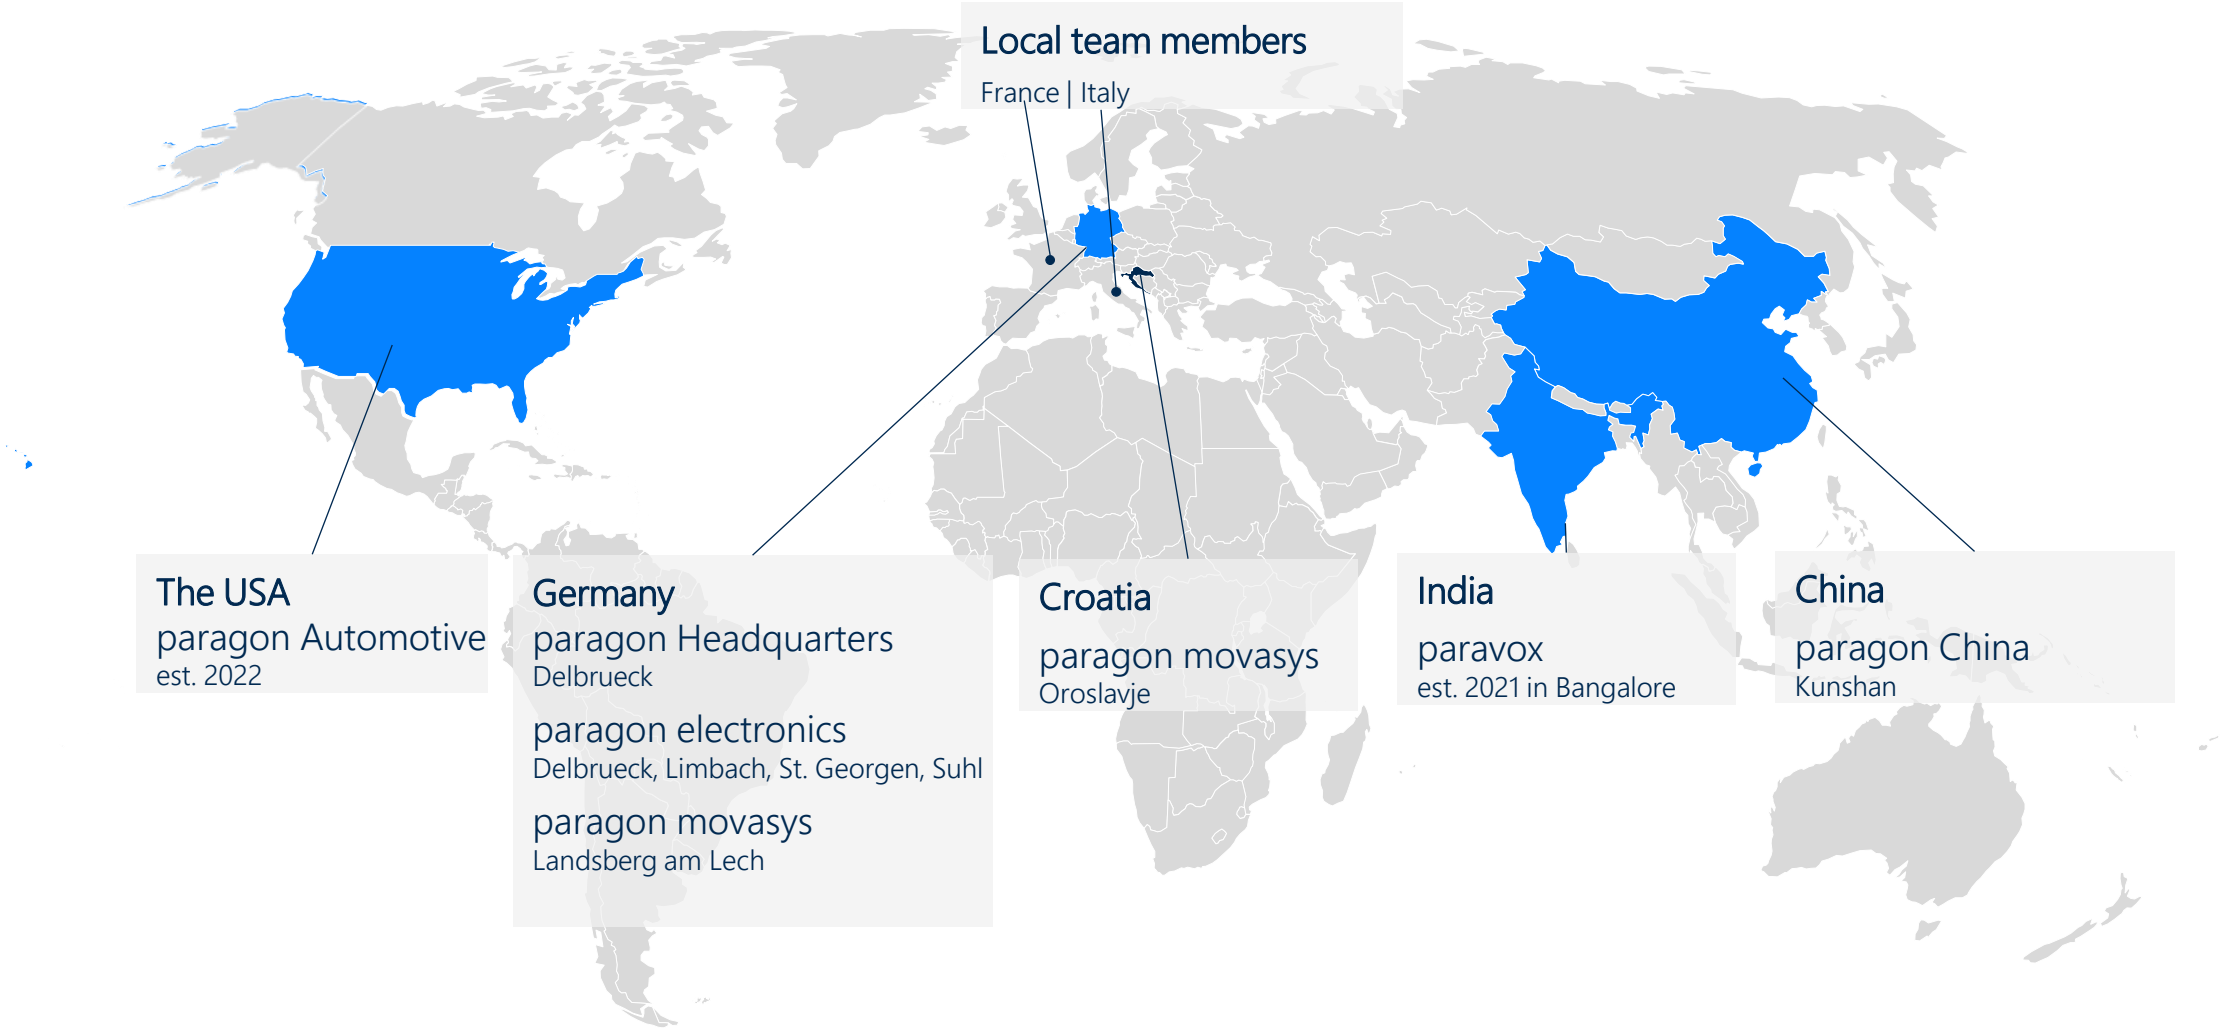 Local team members
France | Italy
The USA
paragon Automotive
est. 2022
Germany
paragon Headquarters
Delbrueck
paragon electronics
Delbrueck, Limbach, St. Georgen, Suhl
paragon movasys
Landsberg am Lech
Croatia
paragon movasys
Oroslavje
India
paravox
est. 2021 in Bangalore
China
paragon China
Kunshan